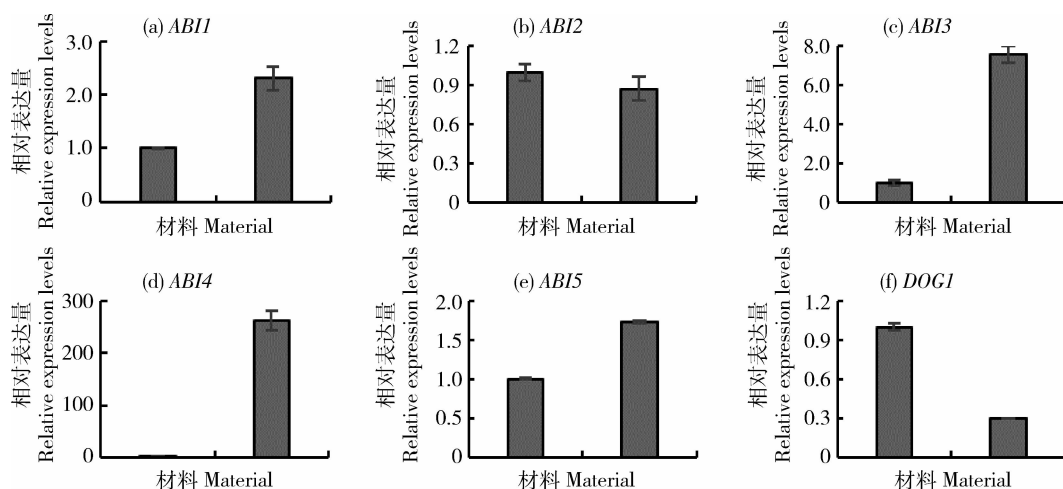 (a) ABI1
相对表达量
Relative expression levels
3.0
2.0
1.0
0
材料 Material
(b) ABI2
相对表达量
Relative expression levels
1.2
0.9
0.6
0.3
0
材料 Material
(c) ABI3
相对表达量
Relative expression levels
8.0
6.0
4.0
2.0
0
材料 Material
(d) ABI4
相对表达量
Relative expression levels
300
200
100
0
材料 Material
(e) ABI5
相对表达量
Relative expression levels
2.0
1.5
1.0
0.5
0
材料 Material
(f) DOG1
相对表达量
Relative expression levels
1.2
0.9
0.6
0.3
0.0
材料 Material